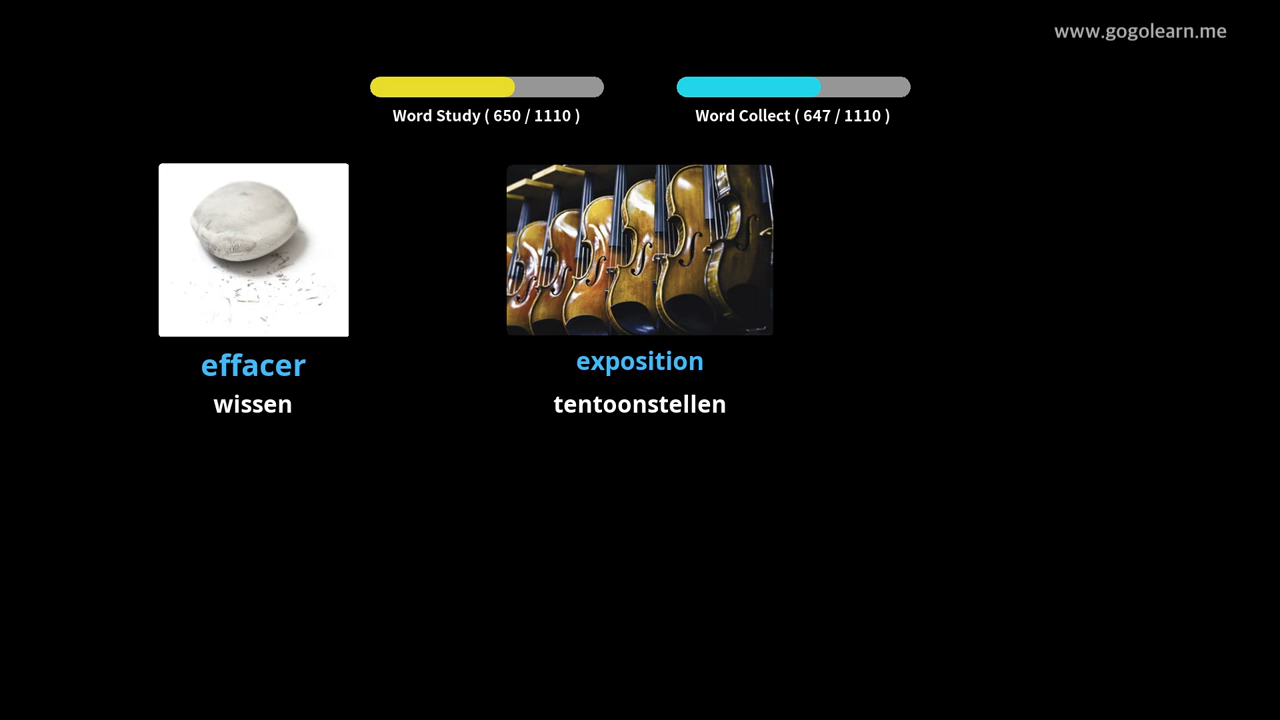 www.gogolearn.me
Word Study ( 650 / 1110 )
Word Collect ( 647 / 1110 )
effacer
wissen
exposition
tentoonstellen